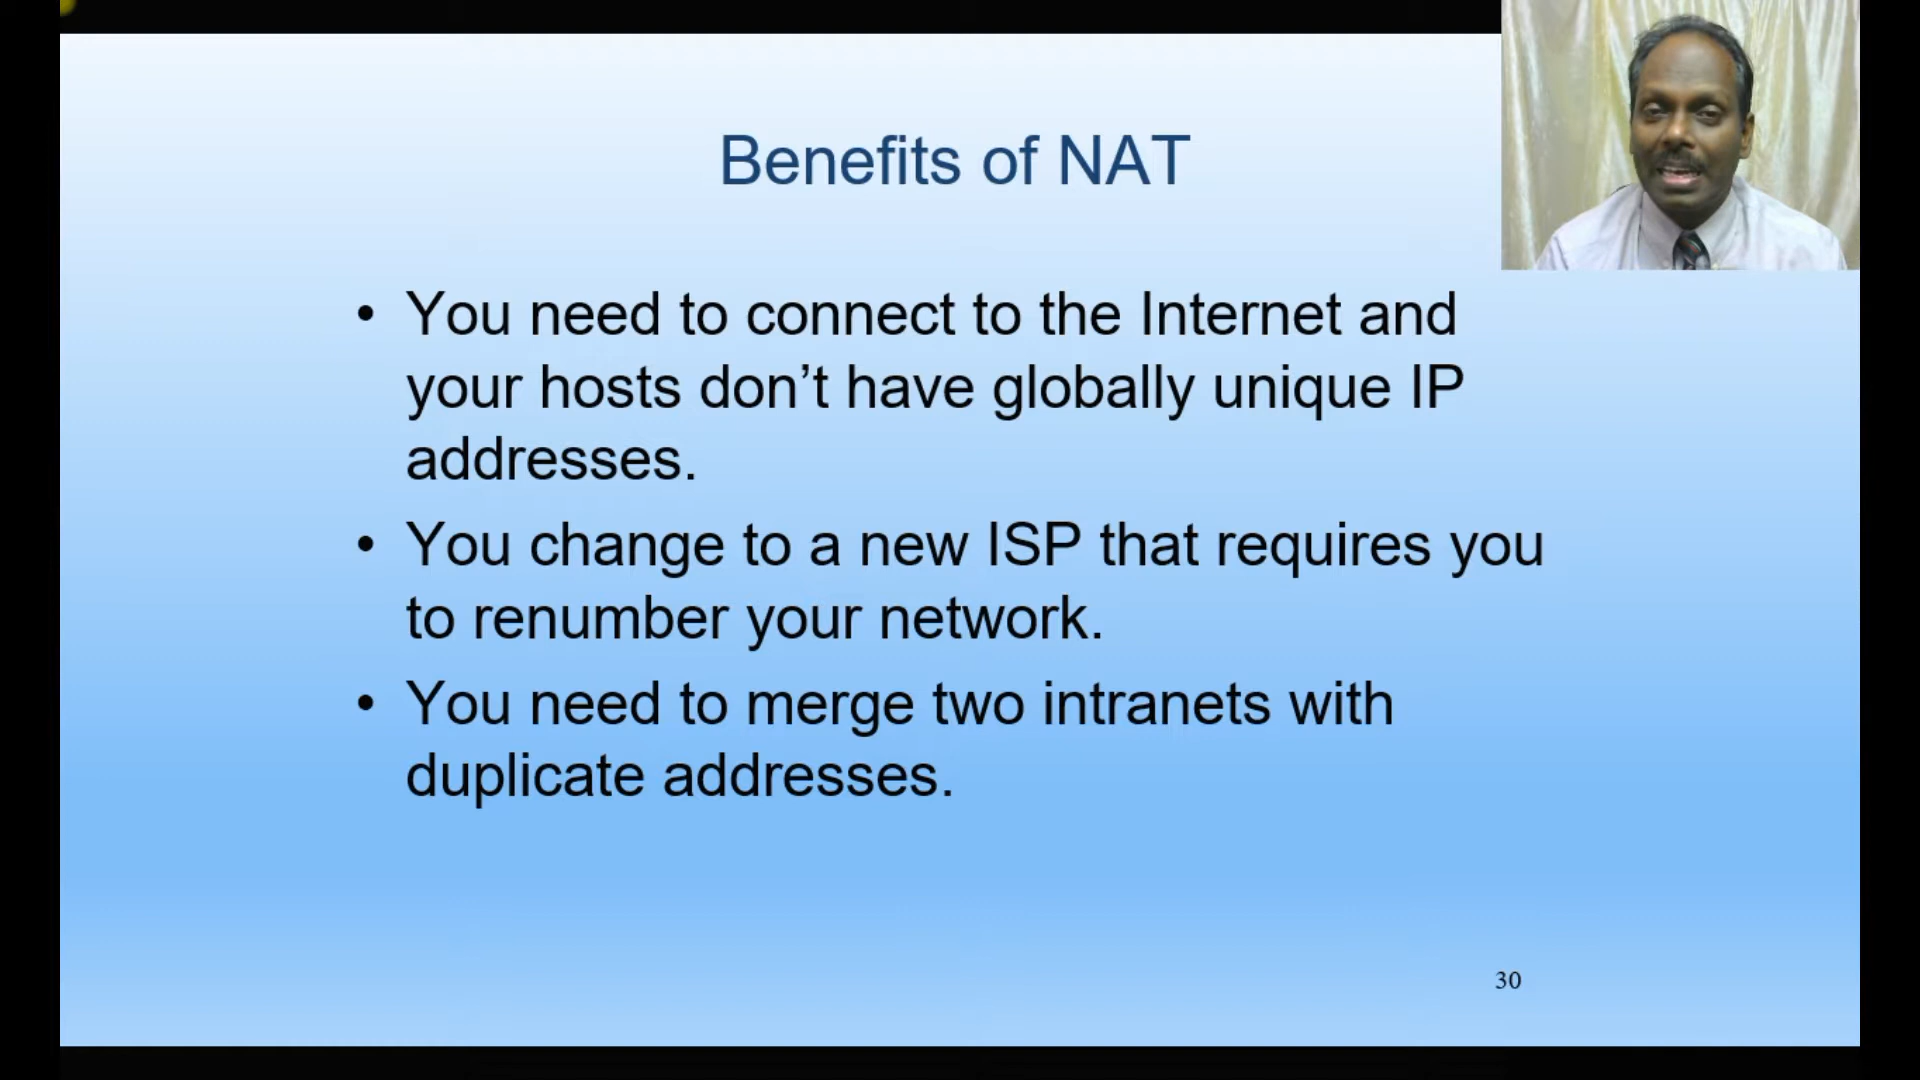 Benefits of NAT
• You need to connect to the Internet and
your hosts don’t have globally unique IP
addresses.
• You change to a new ISP that requires you
to renumber your network.
• You need to merge two intranets with
duplicate addresses.
30